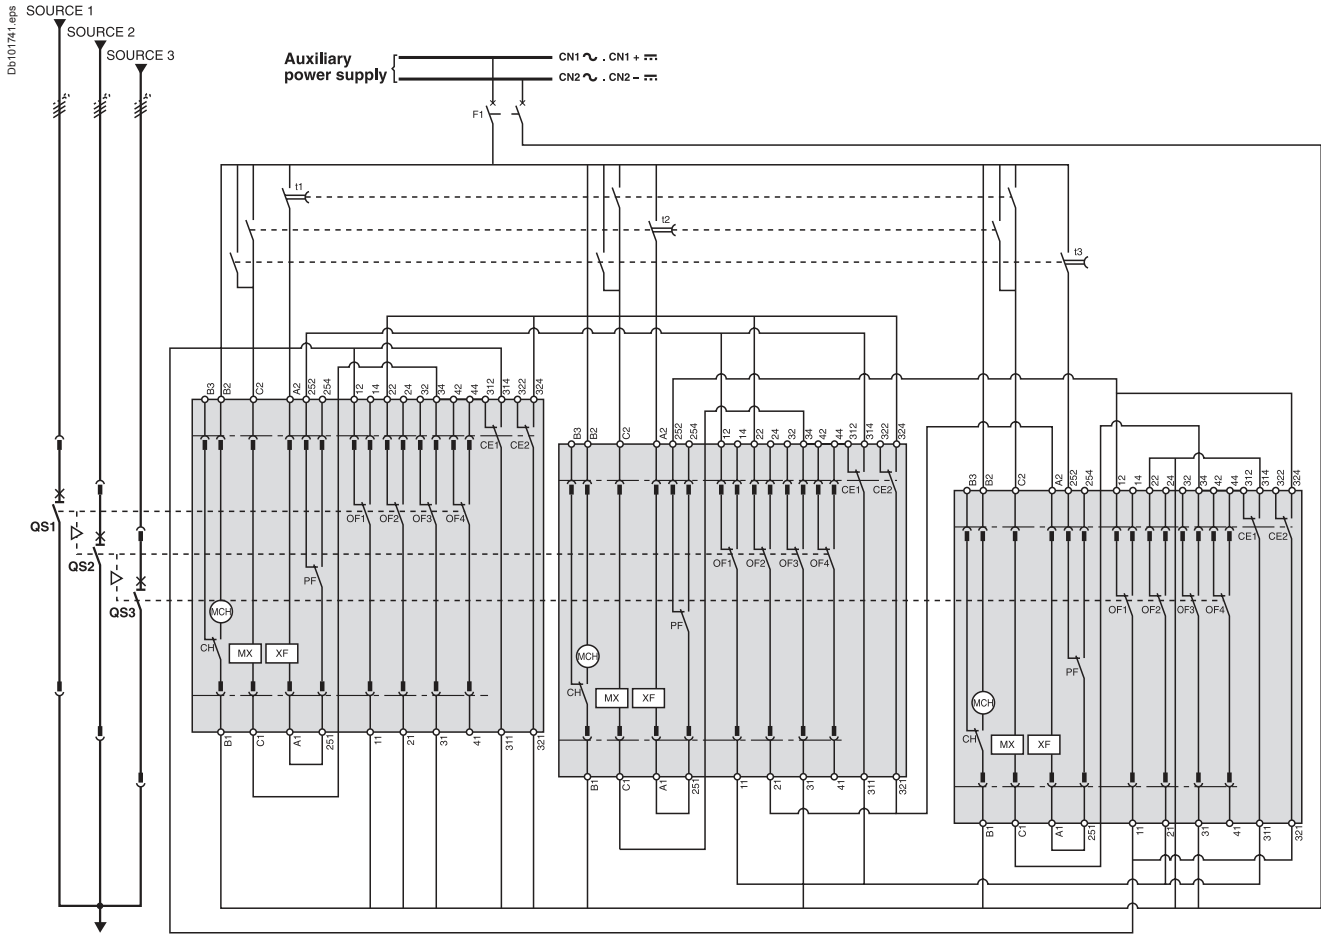 Db101741.eps
SOURCE 1
SOURCE 2
SOURCE 3
Auxiliary
power supply
CN1 . CN1 +
CN2 . CN2 –
F1
t1
t2
t3
B3 B2 C2 A2 252 254 12 14 22 24 32 34 42 44 312 314 322 324
CE1 CE2
QS1
OF1 OF2 OF3 OF4
PF
MCH
CH
MX XF
B1 C1 A1 251 11 21 31 41 311 321
B3 B2 C2 A2 252 254 12 14 22 24 32 34 42 44 312 314 322 324
CE1 CE2
QS2
OF1 OF2 OF3 OF4
PF
MCH
CH
MX XF
B1 C1 A1 251 11 21 31 41 311 321
B3 B2 C2 A2 252 254 12 14 22 24 32 34 42 44 312 314 322 324
CE1 CE2
QS3
OF1 OF2 OF3 OF4
PF
MCH
CH
MX XF
B1 C1 A1 251 11 21 31 41 311 321